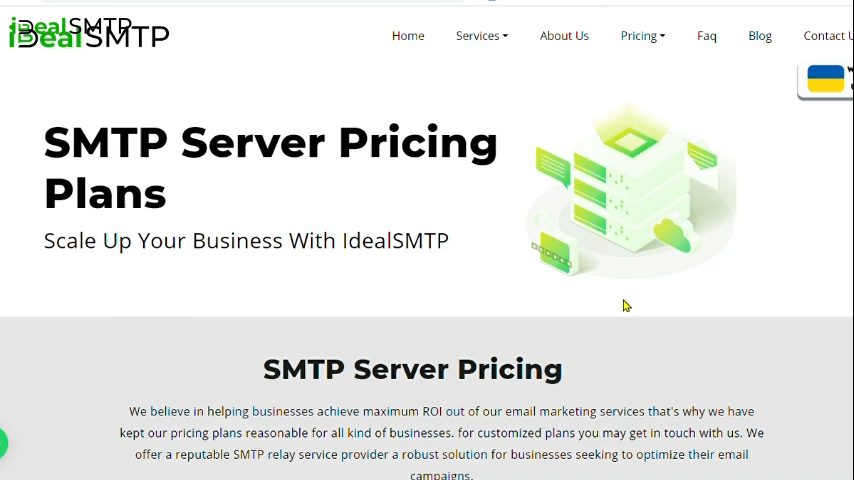 idealSMTP
idealSMTP
Home Services About Us Pricing Faq Blog Contact
SMTP Server Pricing
Plans
Scale Up Your Business With IdealSMTP
SMTP Server Pricing
We believe in helping businesses achieve maximum ROI out of our email marketing services that's why we have
kept our pricing plans reasonable for all kind of businesses. for customized plans you may get in touch with us. We
offer a reputable SMTP relay service provider a robust solution for businesses seeking to optimize their email
campaigns.